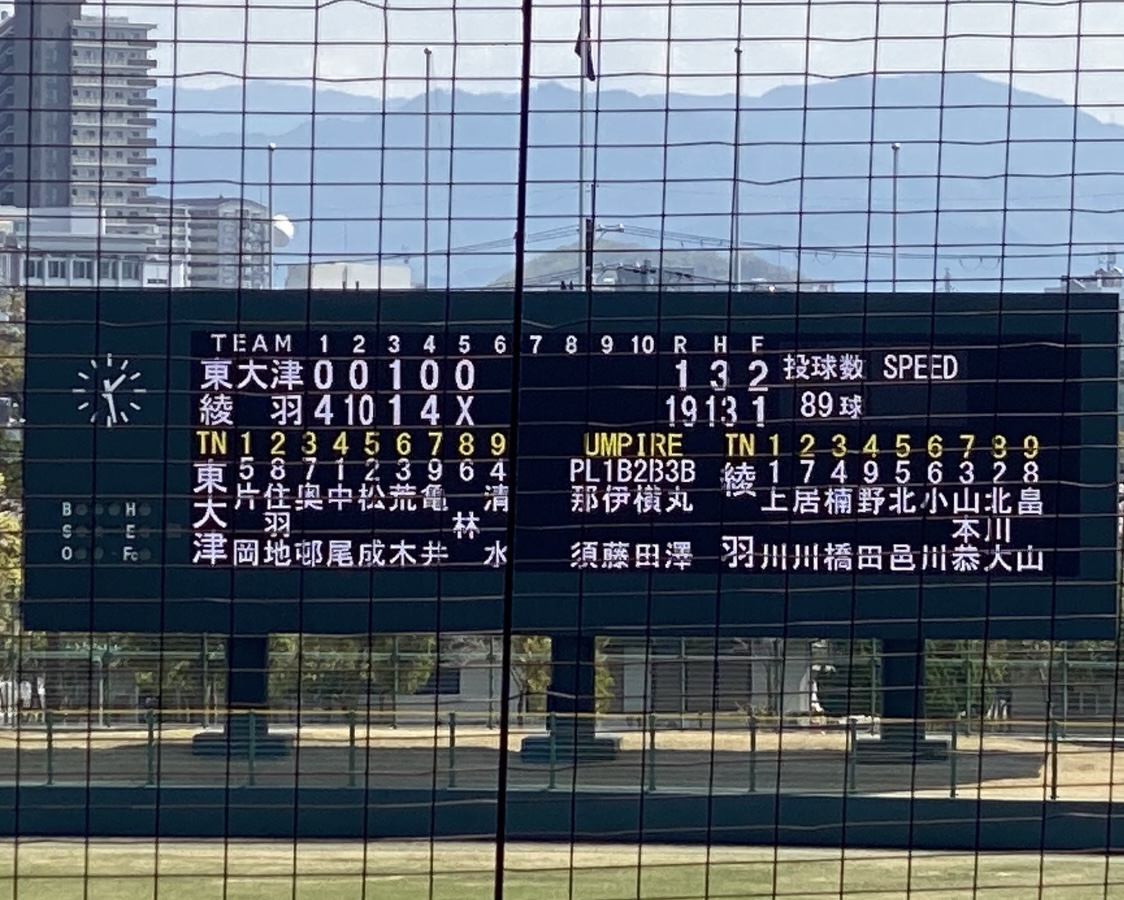 TEAM 1 2 3 4 5 6 7 8 9 10 R H E
東大津 0 0 1 0 0 1 3 2 投球数 SPEED
綾 羽 4 10 1 4 X 19 13 1 89球
TN 1 2 3 4 5 6 7 8 9 UMPIRE TN 1 2 3 4 5 6 7 8 9
東 5 8 7 1 2 3 9 6 4 PL 1B 2B 3B 綾 1 7 4 9 5 6 3 2 8
片 住 奥 中 松 荒 亀 清 那 伊 横 丸 上 居 楠 野 北 小 山 北 畠
B H 大 羽 林 本 川
S E
O Fc 津 岡 地 邨 尾 成 木 井 水 須 藤 田 澤 羽 川 川 橋 田 邑 川 恭 大 山